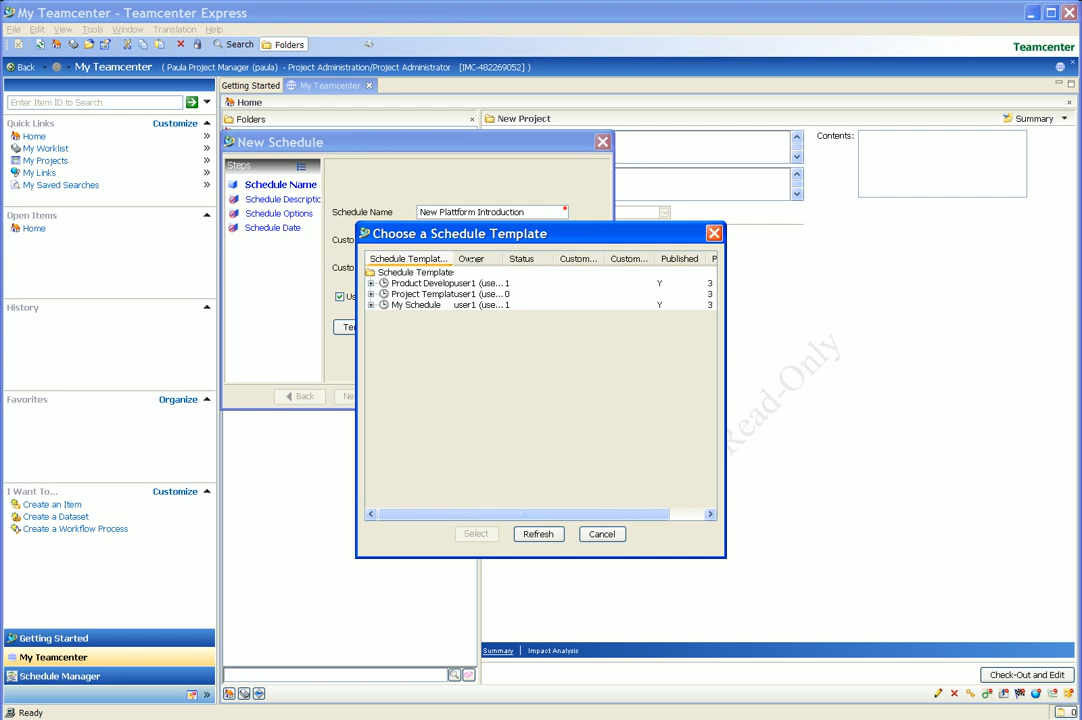 My Teamcenter - Teamcenter Express
File Edit View Tools Window Translation Help
Search Folders
Teamcenter
Back My Teamcenter ( Paula Project Manager (paula) - Project Administration/Project Administrator [IMC-482269052] )
Enter Item ID to Search
Getting Started My Teamcenter
Home
Quick Links Customize
Home
My Worklist
My Projects
My Links
My Saved Searches
Open Items
Home
History
Favorites Organize
I Want To... Customize
Create an Item
Create a Dataset
Create a Workflow Process
Getting Started
My Teamcenter
Schedule Manager
Ready
Folders
New Project
Summary
Contents:
New Schedule
Steps
Schedule Name
Schedule Descriptic
Schedule Options
Schedule Date
Schedule Name New Plattform Introduction *
Custo
Custo
Us
Ter
Back
Ne
Choose a Schedule Template
Schedule Templat... Owner Status Custom... Custom... Published P
Schedule Template:
Product Develop user1 (use... 1 Y 3
Project Templat user1 (use... 0 3
My Schedule user1 (use... 1 Y 3
Select Refresh Cancel
Read-Only
Summary Impact Analysis
Check-Out and Edit
0